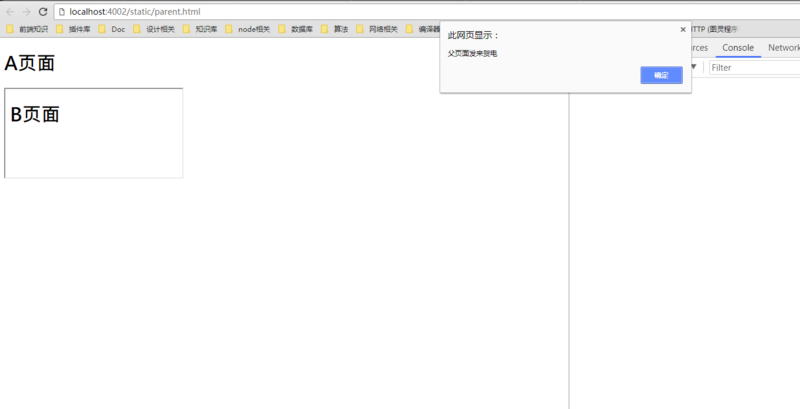 localhost:4002/static/parent.html
前端知识 插件库 Doc 设计相关 知识库 node相关 数据库 算法 网络相关 编译器 HTTP (图灵程序
此网页显示：
父页面发来贺电
确定
Console Network
Filter
A页面
B页面